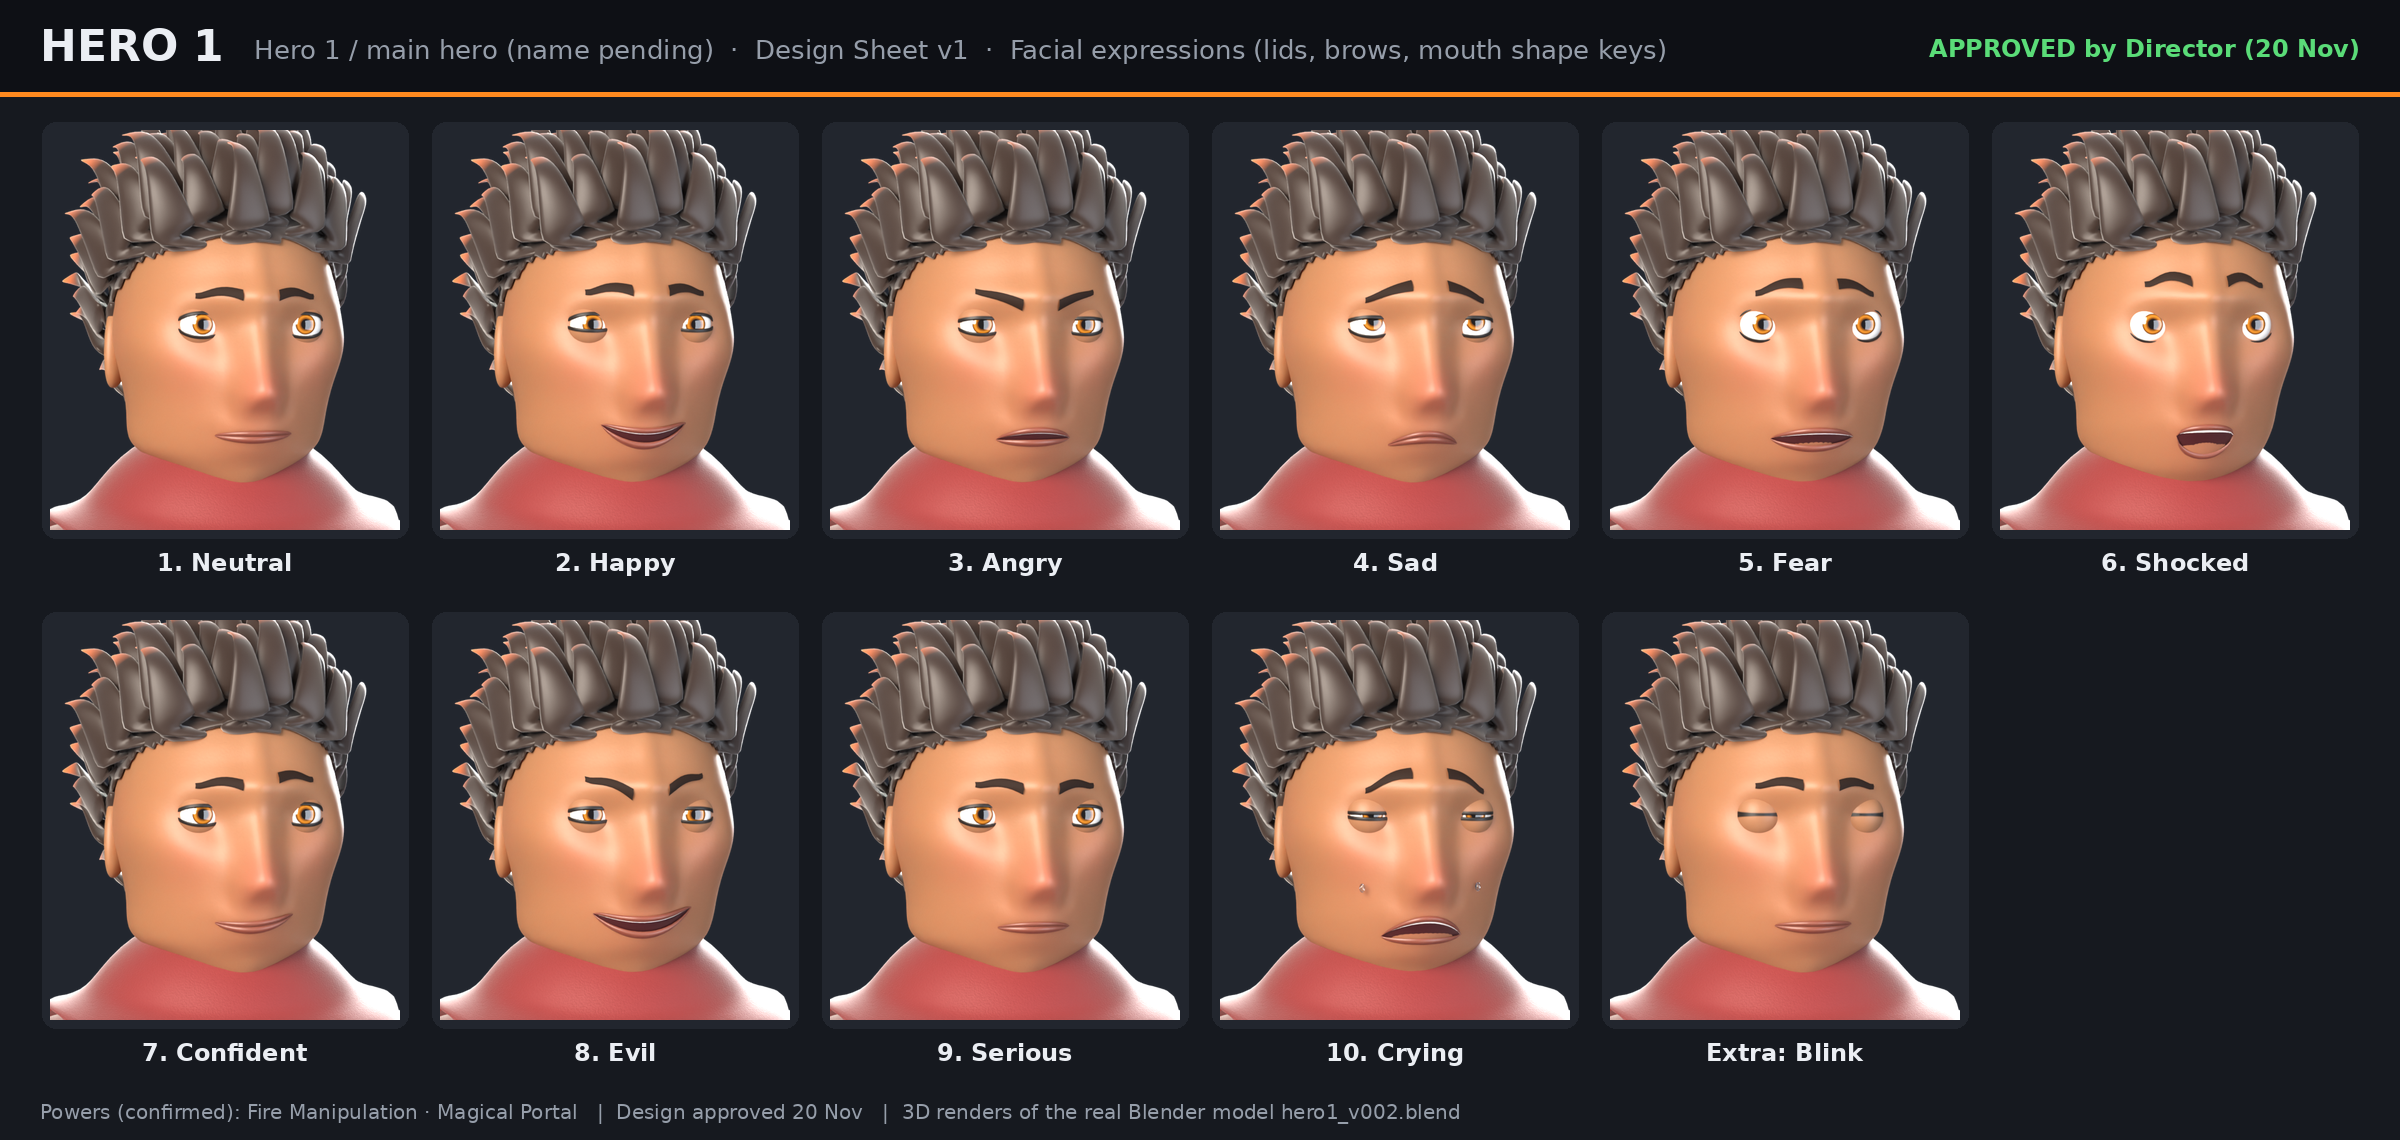 HERO 1 Hero 1 / main hero (name pending) · Design Sheet v1 · Facial expressions (lids, brows, mouth shape keys) APPROVED by Director (20 Nov)
1. Neutral 2. Happy 3. Angry 4. Sad 5. Fear 6. Shocked
7. Confident 8. Evil 9. Serious 10. Crying Extra: Blink
Powers (confirmed): Fire Manipulation · Magical Portal | Design approved 20 Nov | 3D renders of the real Blender model hero1_v002.blend